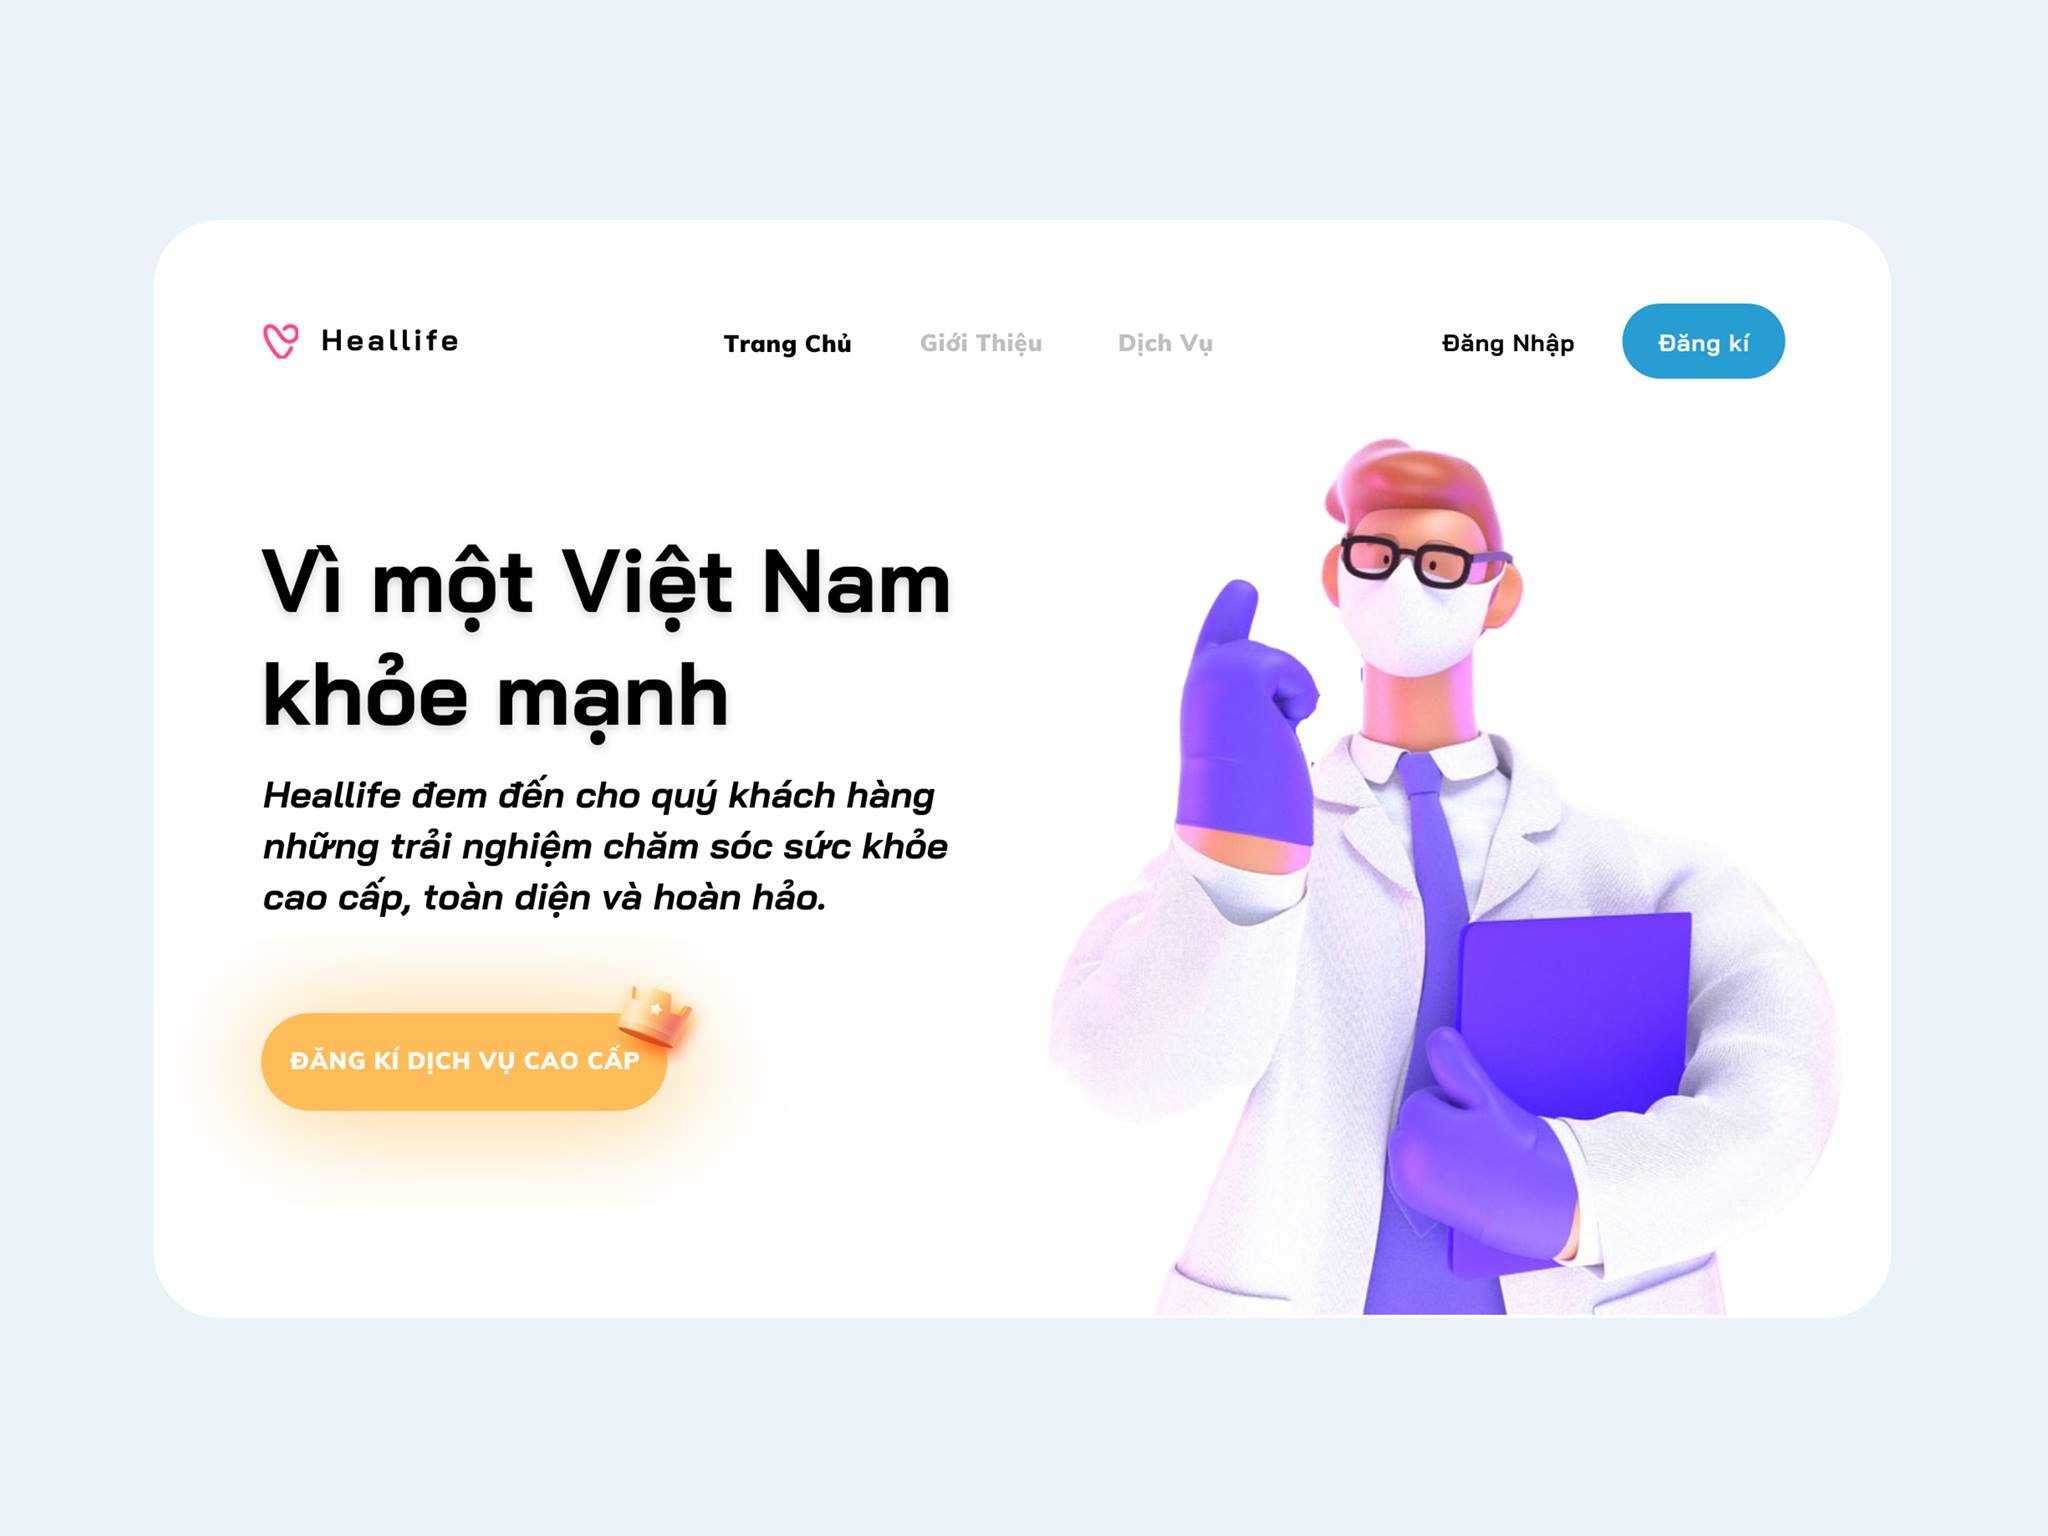 Heallife
Trang Chủ
Giới Thiệu
Dịch Vụ
Đăng Nhập
Đăng kí
Vì một Việt Nam
khỏe mạnh
Heallife đem đến cho quý khách hàng
những trải nghiệm chăm sóc sức khỏe
cao cấp, toàn diện và hoàn hảo.
ĐĂNG KÍ DỊCH VỤ CAO CẤP